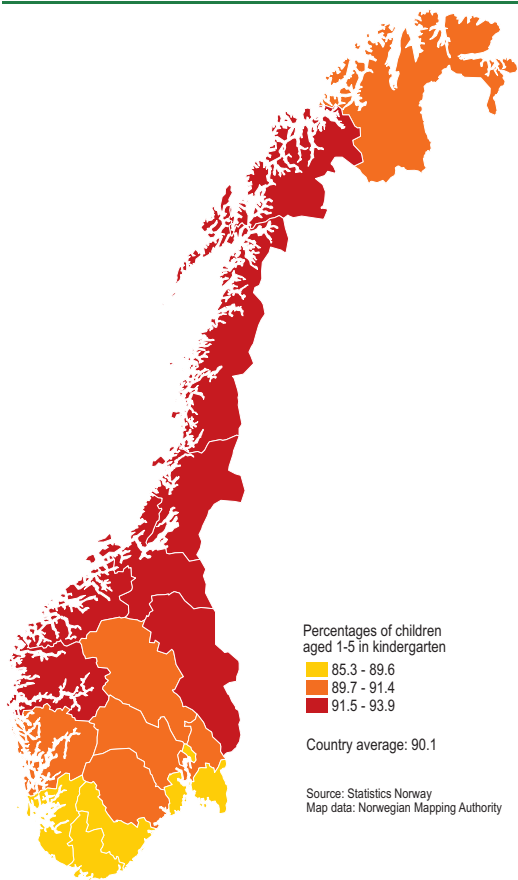 Percentages of children
aged 1-5 in kindergarten
85.3 - 89.6
89.7 - 91.4
91.5 - 93.9
Country average: 90.1
Source: Statistics Norway
Map data: Norwegian Mapping Authority